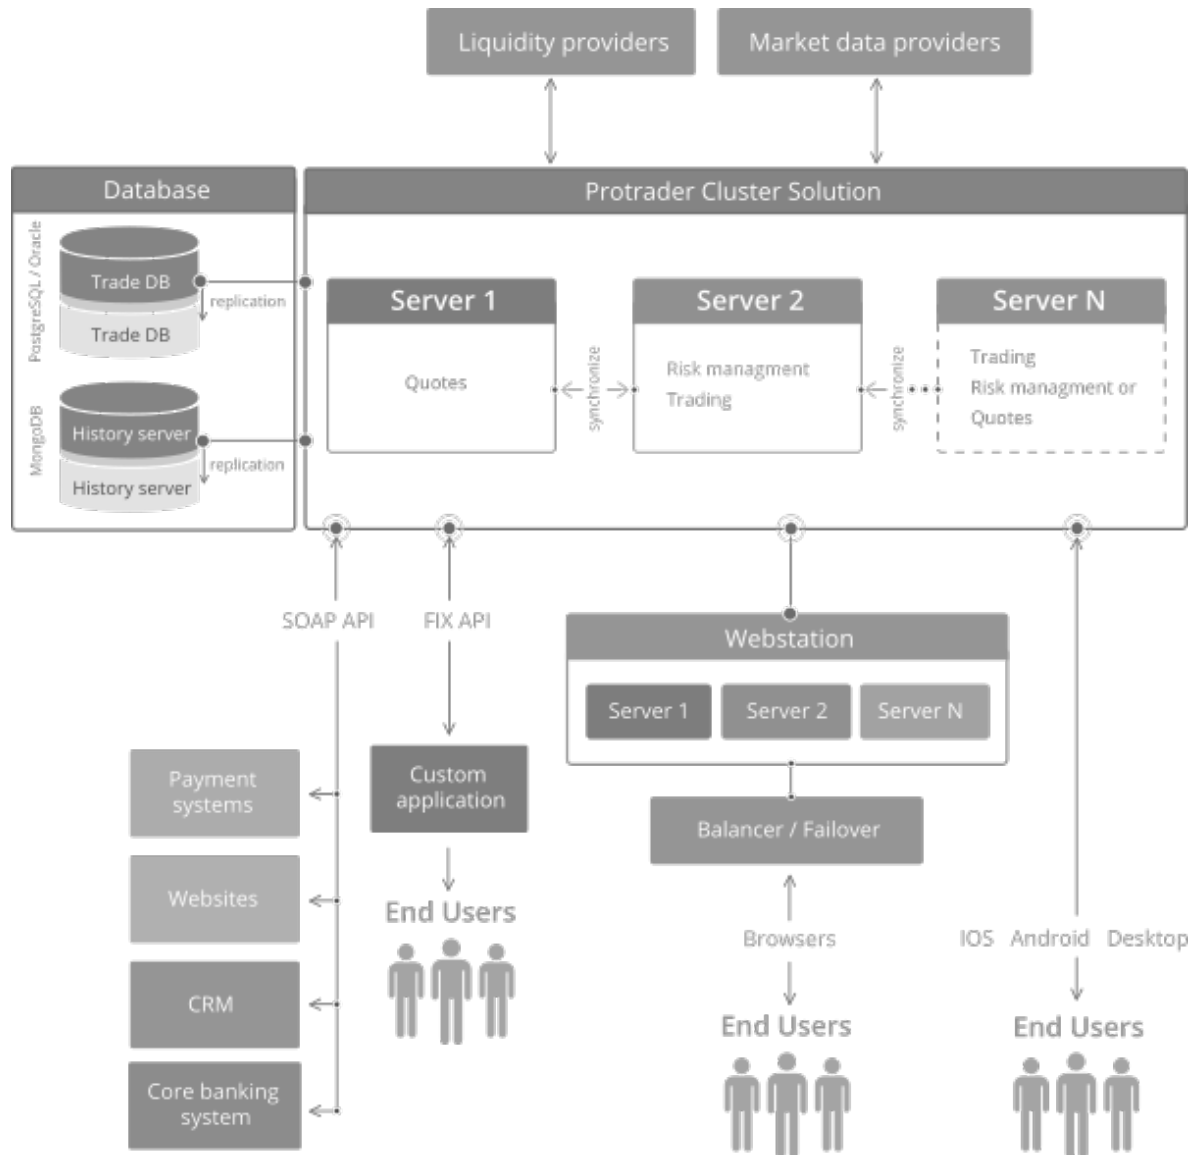 Liquidity providers
Market data providers
Database
Protrader Cluster Solution
PostgreSQL / Oracle
Trade DB
replication
Trade DB
MongoDB
History server
replication
History server
Server 1
Quotes
synchronize
Server 2
Risk managment
Trading
synchronize
Server N
Trading
Risk managment or
Quotes
SOAP API
FIX API
Webstation
Server 1
Server 2
Server N
Payment
systems
Custom
application
Balancer / Failover
Websites
End Users
Browsers
IOS Android Desktop
CRM
End Users
End Users
Core banking
system